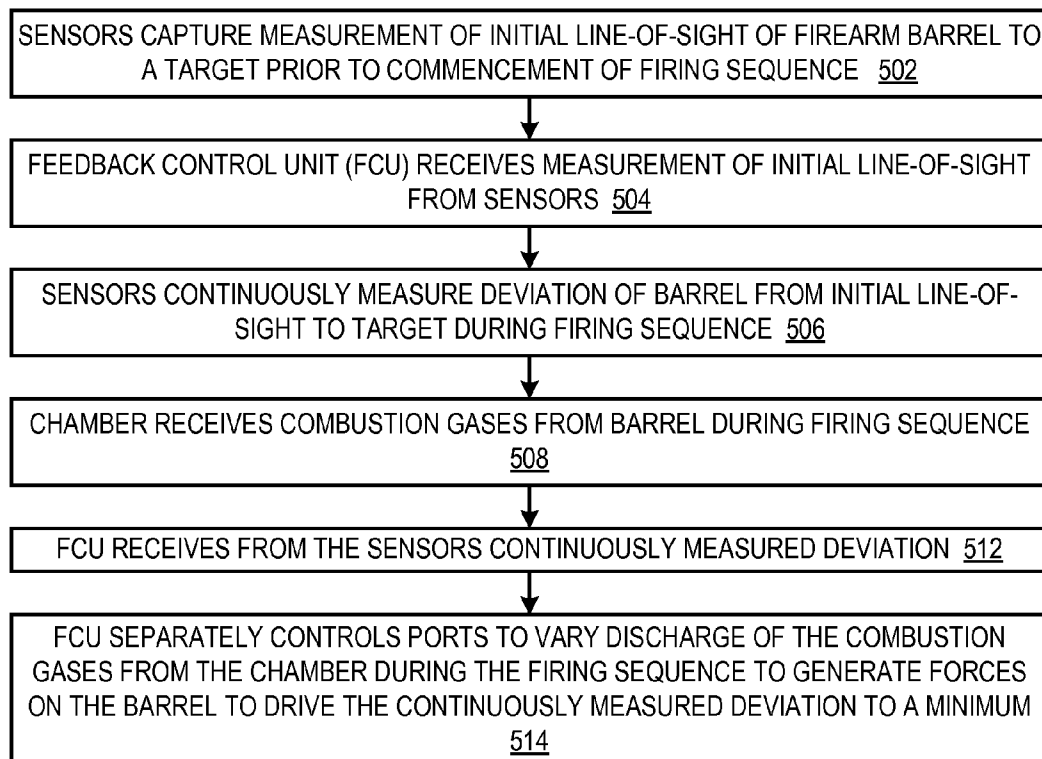 SENSORS CAPTURE MEASUREMENT OF INITIAL LINE-OF-SIGHT OF FIREARM BARREL TO
A TARGET PRIOR TO COMMENCEMENT OF FIRING SEQUENCE 502
FEEDBACK CONTROL UNIT (FCU) RECEIVES MEASUREMENT OF INITIAL LINE-OF-SIGHT
FROM SENSORS 504
SENSORS CONTINUOUSLY MEASURE DEVIATION OF BARREL FROM INITIAL LINE-OF-
SIGHT TO TARGET DURING FIRING SEQUENCE 506
CHAMBER RECEIVES COMBUSTION GASES FROM BARREL DURING FIRING SEQUENCE
508
FCU RECEIVES FROM THE SENSORS CONTINUOUSLY MEASURED DEVIATION 512
FCU SEPARATELY CONTROLS PORTS TO VARY DISCHARGE OF THE COMBUSTION
GASES FROM THE CHAMBER DURING THE FIRING SEQUENCE TO GENERATE FORCES
ON THE BARREL TO DRIVE THE CONTINUOUSLY MEASURED DEVIATION TO A MINIMUM
514